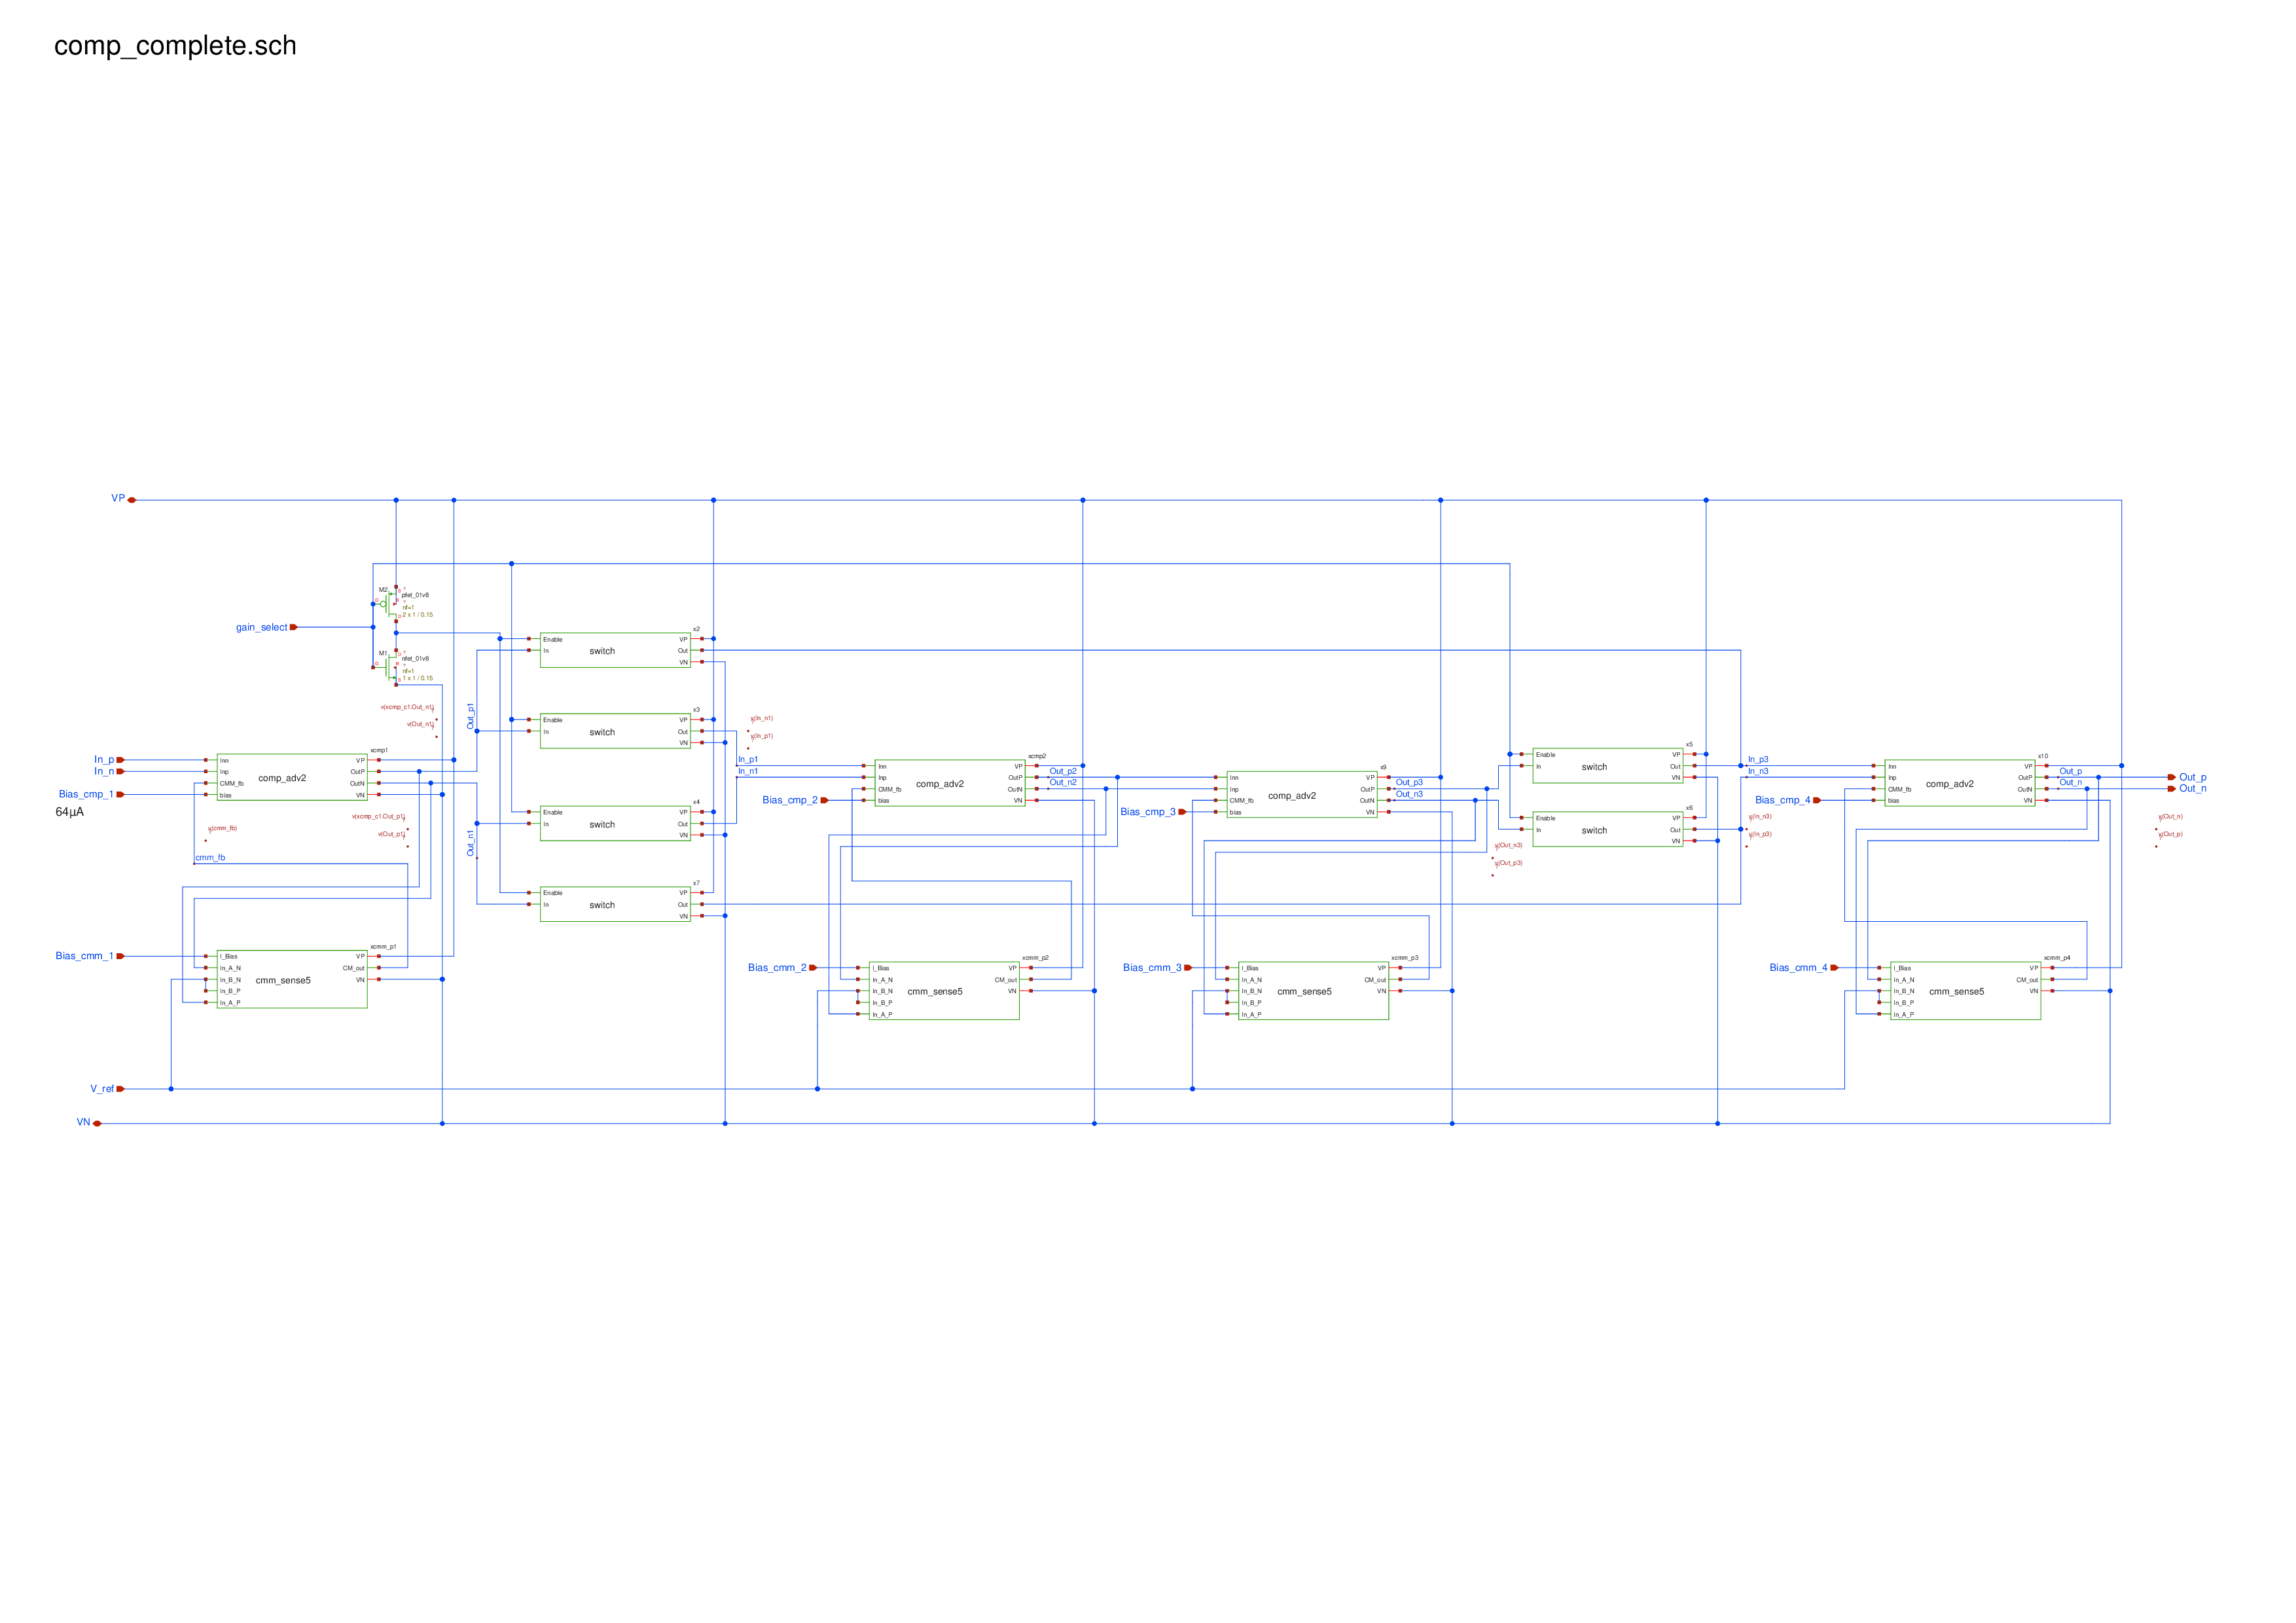 comp_complete.sch
VP
M2
pfet_01v8
nf=1
2 x 1 / 0.15
gain_select
M1
nfet_01v8
nf=1
1 x 1 / 0.15
x2
Enable
In
switch
VP
Out
VN
v(xcmp_c1.Out_n1)
v(Out_n1)
Out_p1
x3
Enable
In
switch
VP
Out
VN
v(In_n1)
v(In_p1)
In_p
In_n
Bias_cmp_1
64µA
xcmp1
Inn
Inp
CMM_fb
bias
comp_adv2
VP
OutP
OutN
VN
v(xcmp_c1.Out_p1)
v(Out_p1)
v(cmm_fb)
cmm_fb
Out_n1
x4
Enable
In
switch
VP
Out
VN
x7
Enable
In
switch
VP
Out
VN
In_p1
In_n1
Bias_cmp_2
xcmp2
Inn
Inp
CMM_fb
bias
comp_adv2
VP
OutP
OutN
VN
Out_p2
Out_n2
Bias_cmp_3
x9
Inn
Inp
CMM_fb
bias
comp_adv2
VP
OutP
OutN
VN
Out_p3
Out_n3
v(Out_n3)
v(Out_p3)
x5
Enable
In
switch
VP
Out
VN
x6
Enable
In
switch
VP
Out
VN
In_p3
In_n3
v(In_n3)
v(In_p3)
Bias_cmp_4
x10
Inn
Inp
CMM_fb
bias
comp_adv2
VP
OutP
OutN
VN
Out_p
Out_n
Out_p
Out_n
v(Out_n)
v(Out_p)
Bias_cmm_1
xcmm_p1
I_Bias
In_A_N
In_B_N
In_B_P
In_A_P
cmm_sense5
VP
CM_out
VN
Bias_cmm_2
xcmm_p2
I_Bias
In_A_N
In_B_N
In_B_P
In_A_P
cmm_sense5
VP
CM_out
VN
Bias_cmm_3
xcmm_p3
I_Bias
In_A_N
In_B_N
In_B_P
In_A_P
cmm_sense5
VP
CM_out
VN
Bias_cmm_4
xcmm_p4
I_Bias
In_A_N
In_B_N
In_B_P
In_A_P
cmm_sense5
VP
CM_out
VN
V_ref
VN